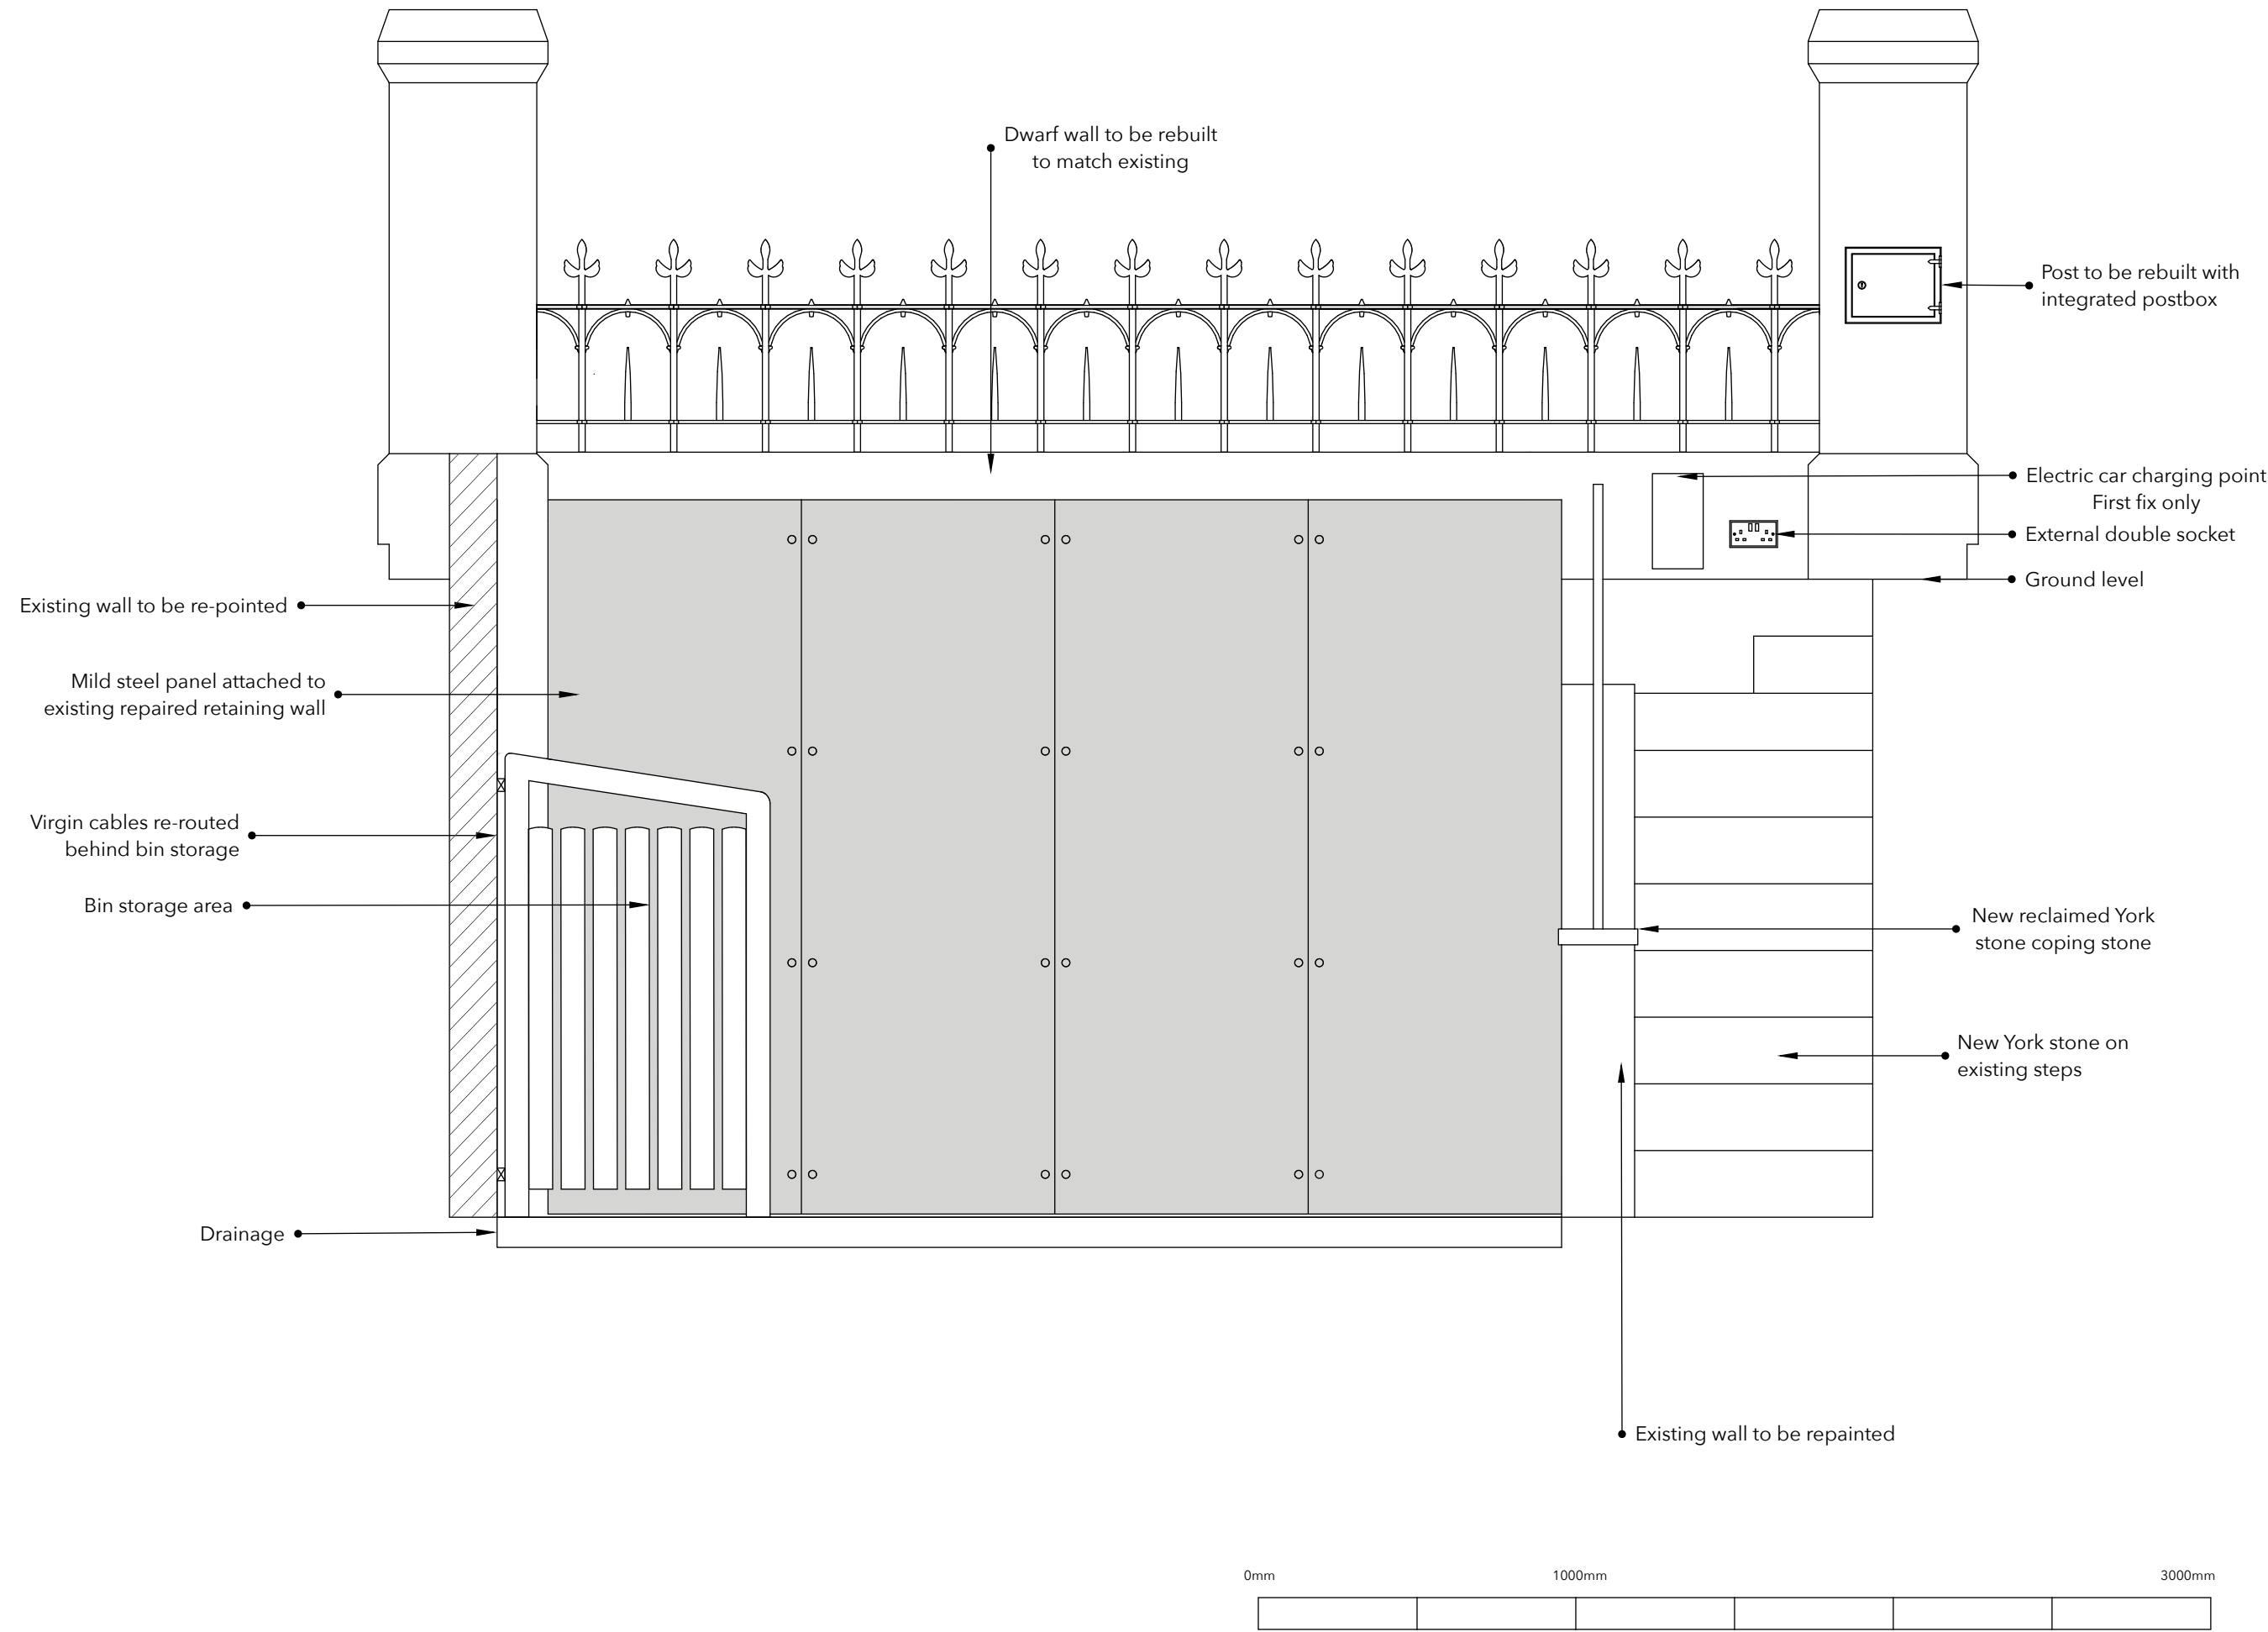 Dwarf wall to be rebuilt
to match existing
Post to be rebuilt with
integrated postbox
Electric car charging point
First fix only
External double socket
Ground level
Existing wall to be re-pointed
Mild steel panel attached to
existing repaired retaining wall
Virgin cables re-routed
behind bin storage
Bin storage area
New reclaimed York
stone coping stone
New York stone on
existing steps
Drainage
Existing wall to be repainted
0mm 1000mm 3000mm